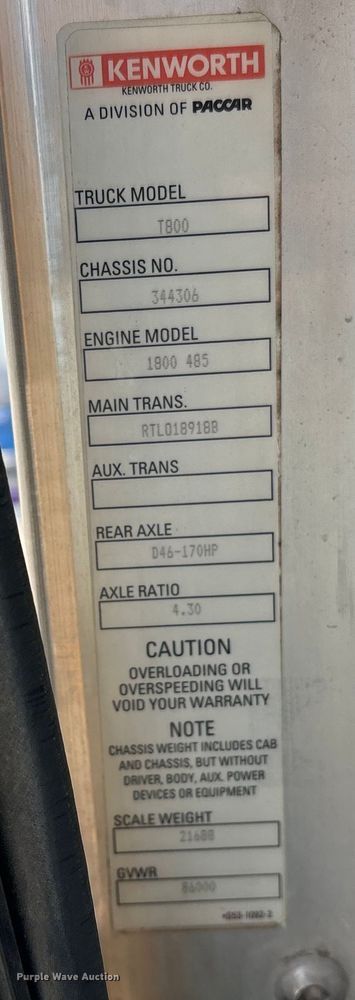 KENWORTH
KENWORTH TRUCK CO.
A DIVISION OF PACCAR
TRUCK MODEL
T800
CHASSIS NO.
344306
ENGINE MODEL
1800 485
MAIN TRANS.
RTLO18918B
AUX. TRANS
REAR AXLE
D46-170HP
AXLE RATIO
4.30
CAUTION
OVERLOADING OR
OVERSPEEDING WILL
VOID YOUR WARRANTY
NOTE
CHASSIS WEIGHT INCLUDES CAB
AND CHASSIS, BUT WITHOUT
DRIVER, BODY, AUX. POWER
DEVICES OR EQUIPMENT
SCALE WEIGHT
GVWR
86000
Purple Wave Auction